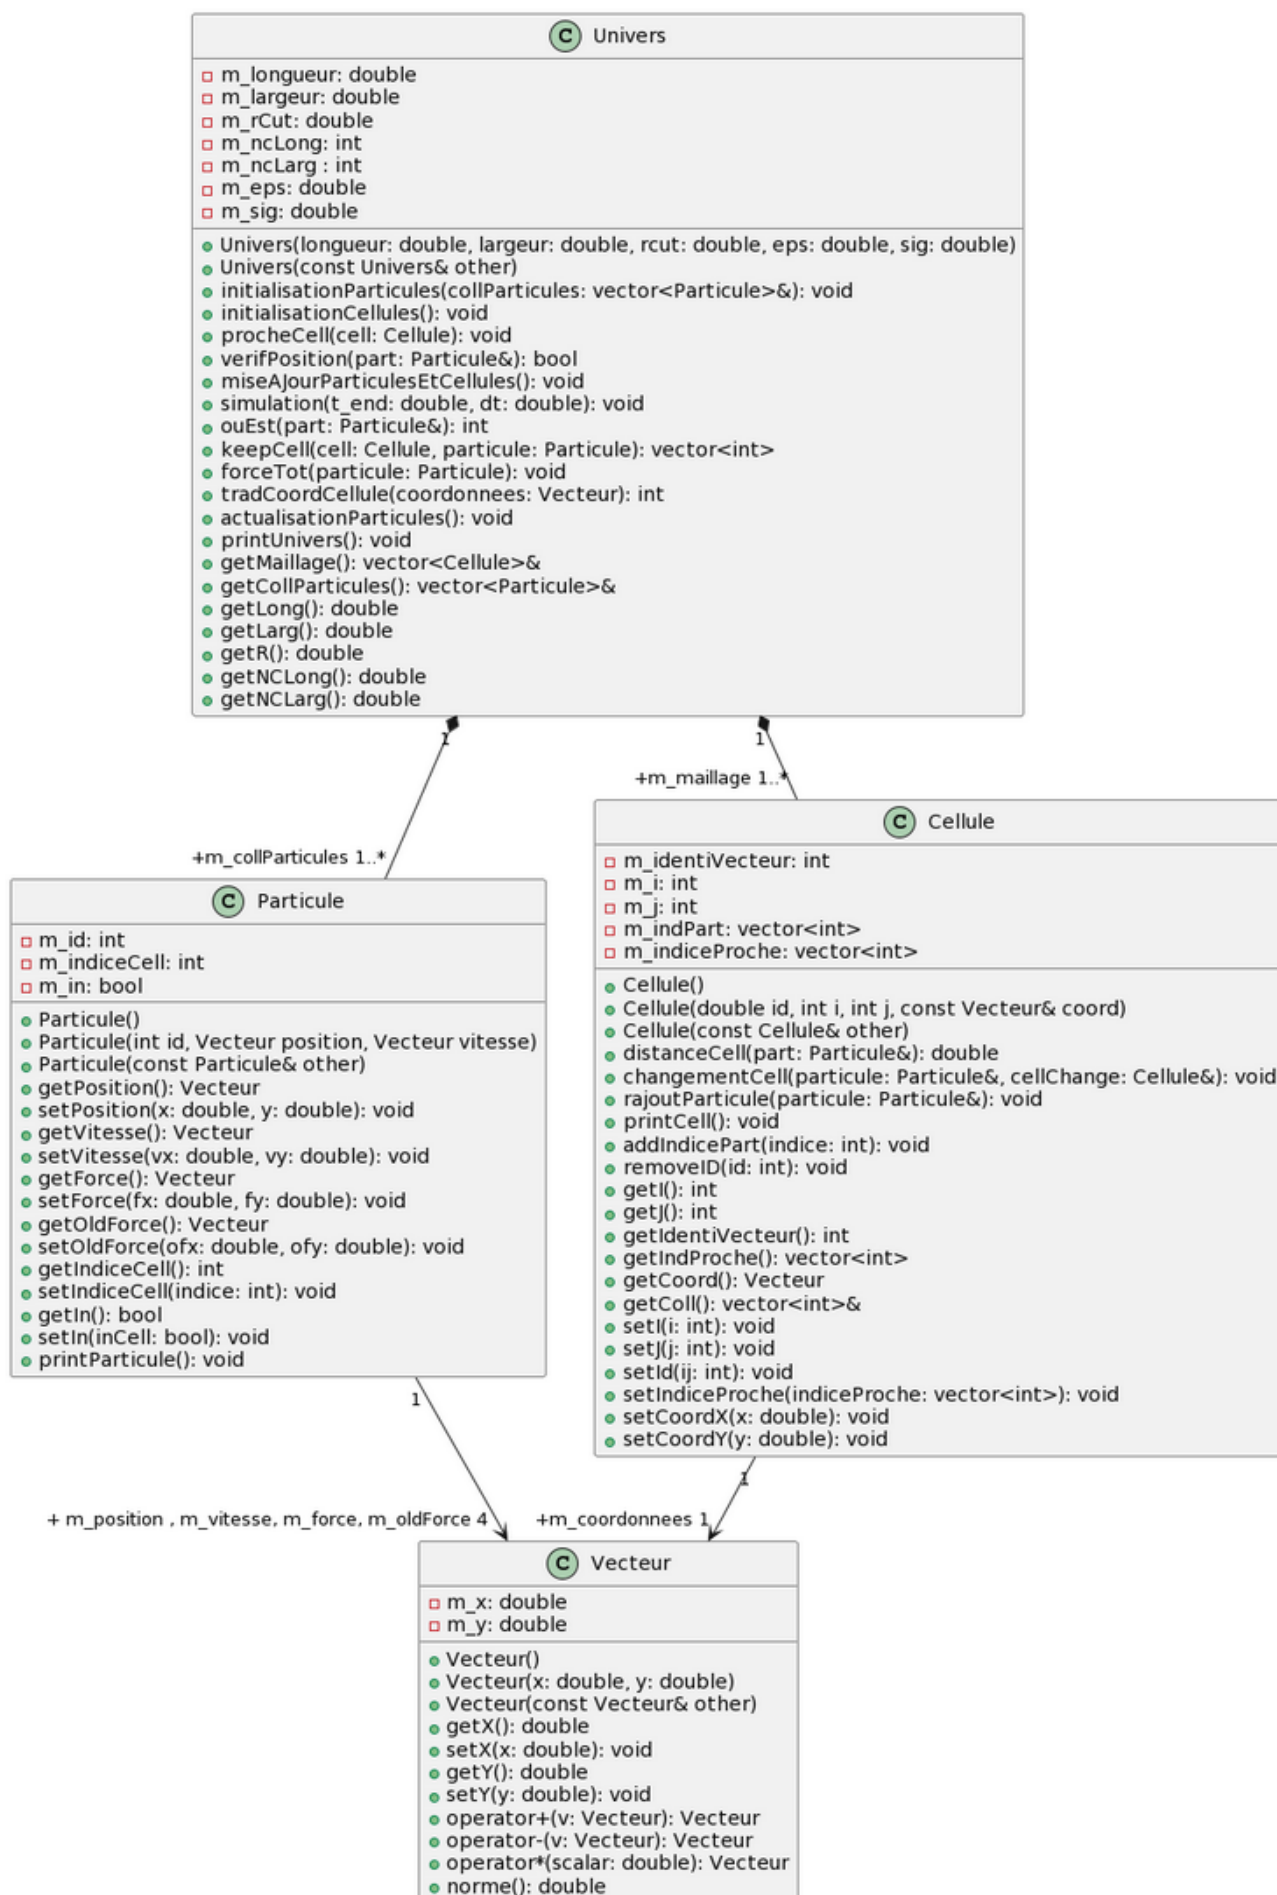 C Univers
m_longueur: double
m_largeur: double
m_rCut: double
m_ncLong: int
m_ncLarg : int
m_eps: double
m_sig: double
Univers(longueur: double, largeur: double, rcut: double, eps: double, sig: double)
Univers(const Univers& other)
initialisationParticules(collParticules: vector<Particule>&): void
initialisationCellules(): void
procheCell(cell: Cellule): void
verifPosition(part: Particule&): bool
miseAJourParticulesEtCellules(): void
simulation(t_end: double, dt: double): void
ouEst(part: Particule&): int
keepCell(cell: Cellule, particule: Particule): vector<int>
forceTot(particule: Particule): void
tradCoordCellule(coordonnees: Vecteur): int
actualisationParticules(): void
printUnivers(): void
getMaillage(): vector<Cellule>&
getCollParticules(): vector<Particule>&
getLong(): double
getLarg(): double
getR(): double
getNCLong(): double
getNCLarg(): double
1
1
+m_maillage 1..*
+m_collParticules 1..*
C Particule
m_id: int
m_indiceCell: int
m_in: bool
Particule()
Particule(int id, Vecteur position, Vecteur vitesse)
Particule(const Particule& other)
getPosition(): Vecteur
setPosition(x: double, y: double): void
getVitesse(): Vecteur
setVitesse(vx: double, vy: double): void
getForce(): Vecteur
setForce(fx: double, fy: double): void
getOldForce(): Vecteur
setOldForce(ofx: double, ofy: double): void
getIndiceCell(): int
setIndiceCell(indice: int): void
getIn(): bool
setIn(inCell: bool): void
printParticule(): void
C Cellule
m_identiVecteur: int
m_i: int
m_j: int
m_indPart: vector<int>
m_indiceProche: vector<int>
Cellule()
Cellule(double id, int i, int j, const Vecteur& coord)
Cellule(const Cellule& other)
distanceCell(part: Particule&): double
changementCell(particule: Particule&, cellChange: Cellule&): void
rajoutParticule(particule: Particule&): void
printCell(): void
addIndicePart(indice: int): void
removeID(id: int): void
getI(): int
getJ(): int
getIdentiVecteur(): int
getIndProche(): vector<int>
getCoord(): Vecteur
getColl(): vector<int>&
setI(i: int): void
setJ(j: int): void
setId(ij: int): void
setIndiceProche(indiceProche: vector<int>): void
setCoordX(x: double): void
setCoordY(y: double): void
1
1
+ m_position , m_vitesse, m_force, m_oldForce 4
+m_coordonnees 1
C Vecteur
m_x: double
m_y: double
Vecteur()
Vecteur(x: double, y: double)
Vecteur(const Vecteur& other)
getX(): double
setX(x: double): void
getY(): double
setY(y: double): void
operator+(v: Vecteur): Vecteur
operator-(v: Vecteur): Vecteur
operator*(scalar: double): Vecteur
norme(): double